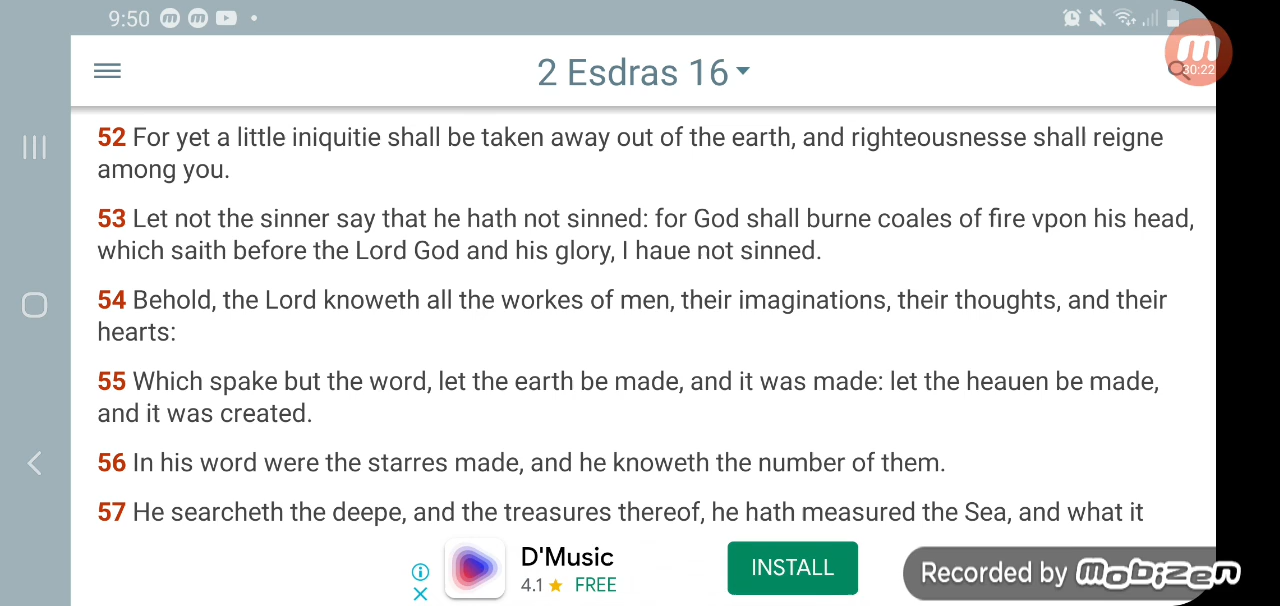 9:50
30:22
2 Esdras 16
52 For yet a little iniquitie shall be taken away out of the earth, and righteousnesse shall reigne
among you.
53 Let not the sinner say that he hath not sinned: for God shall burne coales of fire vpon his head,
which saith before the Lord God and his glory, I haue not sinned.
54 Behold, the Lord knoweth all the workes of men, their imaginations, their thoughts, and their
hearts:
55 Which spake but the word, let the earth be made, and it was made: let the heauen be made,
and it was created.
56 In his word were the starres made, and he knoweth the number of them.
57 He searcheth the deepe, and the treasures thereof, he hath measured the Sea, and what it
D'Music
4.1 ★ FREE
INSTALL
Recorded by Mobizen